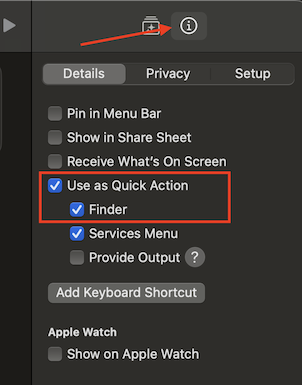 Details Privacy Setup
Pin in Menu Bar
Show in Share Sheet
Receive What's On Screen
Use as Quick Action
Finder
Services Menu
Provide Output ?
Add Keyboard Shortcut
Apple Watch
Show on Apple Watch